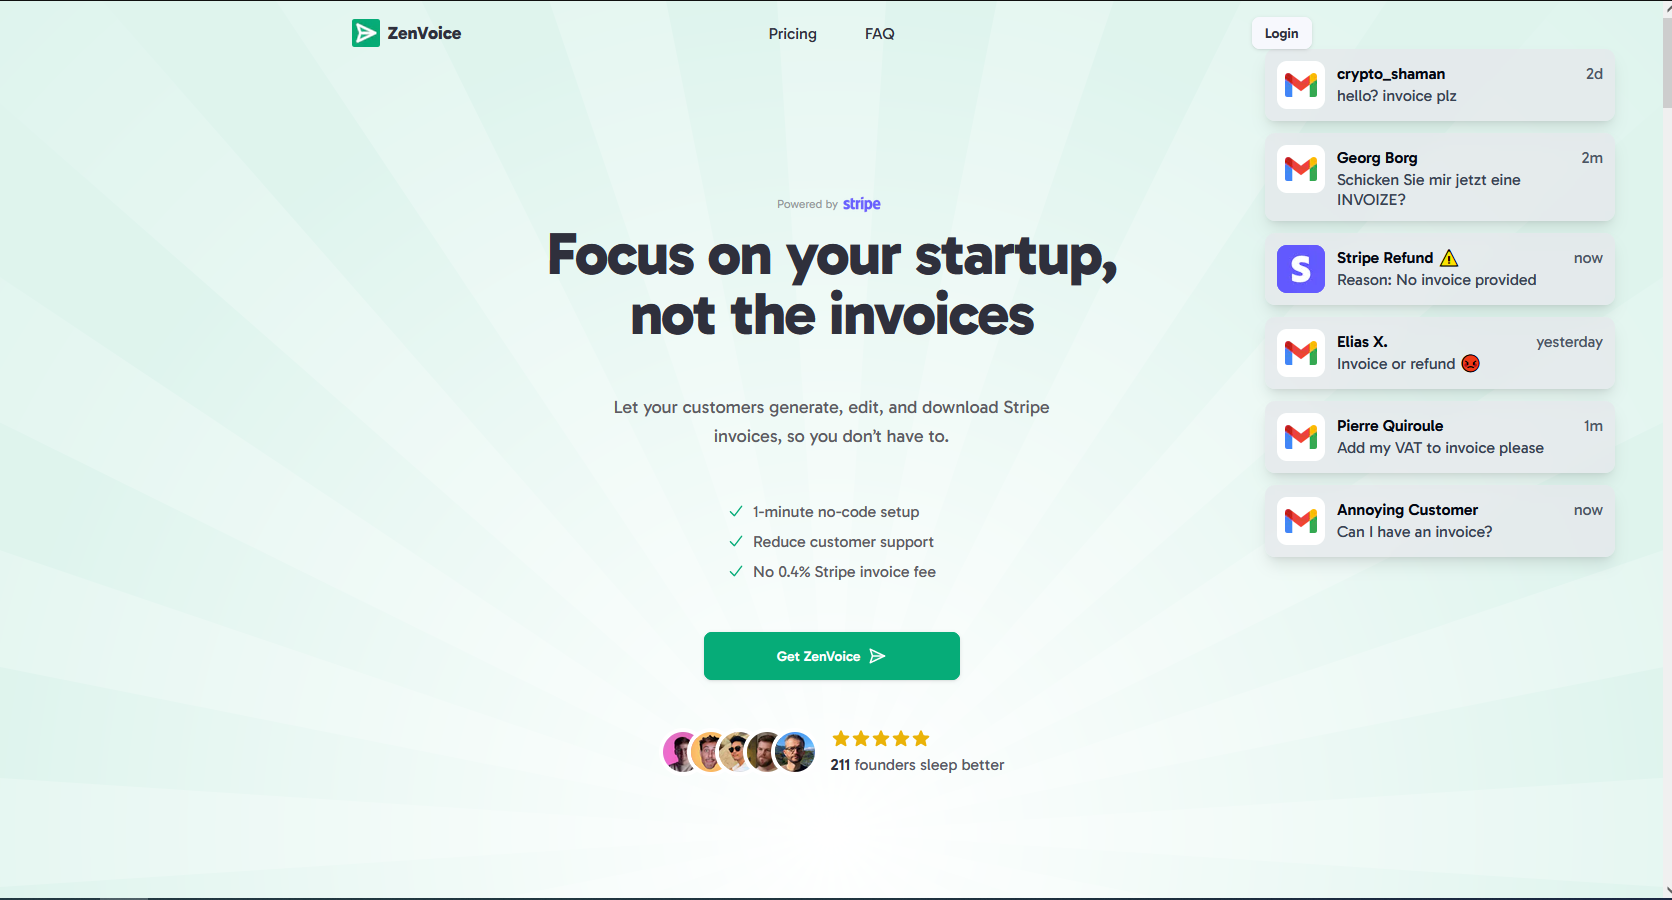 ZenVoice
Pricing
FAQ
Login
Powered by stripe
Focus on your startup,
not the invoices
Let your customers generate, edit, and download Stripe
invoices, so you don’t have to.
1-minute no-code setup
Reduce customer support
No 0.4% Stripe invoice fee
Get ZenVoice
211 founders sleep better
crypto_shaman 2d
hello? invoice plz
Georg Borg 2m
Schicken Sie mir jetzt eine
INVOIZE?
S
Stripe Refund ⚠️ now
Reason: No invoice provided
Elias X. yesterday
Invoice or refund 😡
Pierre Quiroule 1m
Add my VAT to invoice please
Annoying Customer now
Can I have an invoice?